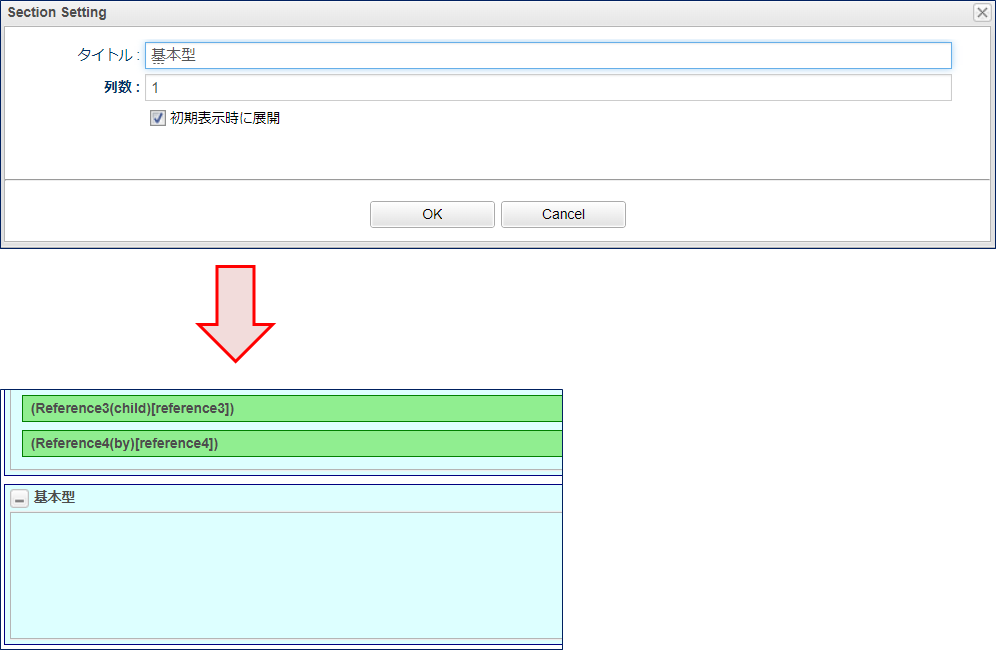 Section Setting
タイトル : 基本型
列数 : 1
初期表示時に展開
OK Cancel
(Reference3(child)[reference3])
(Reference4(by)[reference4])
基本型